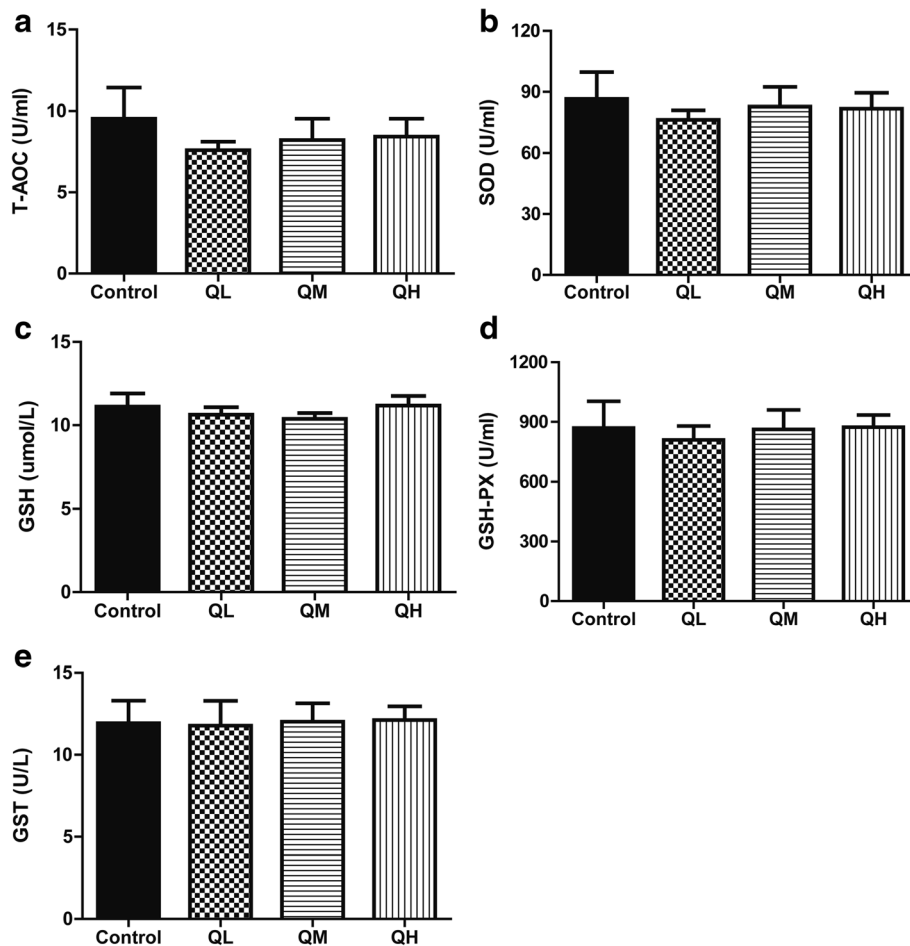 a
T-AOC (U/ml)
15
10
5
0
Control QL QM QH
b
SOD (U/ml)
120
90
60
30
0
Control QL QM QH
c
GSH (umol/L)
15
10
5
0
Control QL QM QH
d
GSH-PX (U/ml)
1200
900
600
300
0
Control QL QM QH
e
GST (U/L)
15
10
5
0
Control QL QM QH